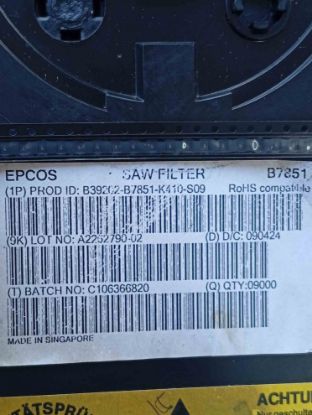 EPCOS SAW FILTER B7851
(1P) PROD ID: B39202-B7851-K410-S09 RoHS compatible
(9K) LOT NO: A2252790-02 (D) D/C: 090424
(T) BATCH NO: C106366820 (Q) QTY:09000
MADE IN SINGAPORE
ACHTUN